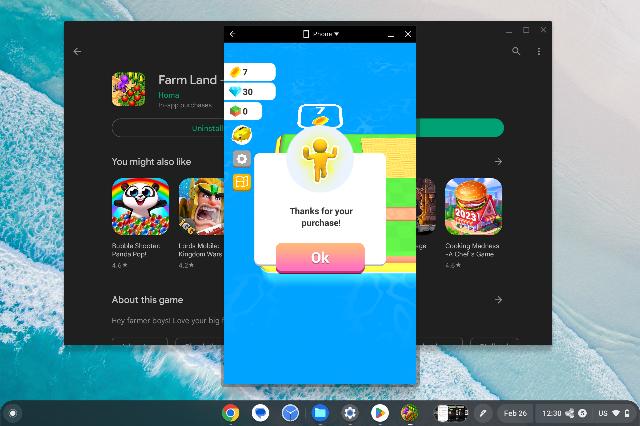 Phone ▾
Farm Land -
Homa
In-app purchases
Uninstall
7
30
0
7
You might also like
Thanks for your
purchase!
Ok
Bubble Shooter:
Panda Pop!
4.6★
Lords Mobile:
Kingdom Wars
4.2★
IGG
2023
Cooking Madness
-A Chef's Game
4.6★
About this game
Hey farmer boys! Love your big f
Feb 26
12:30
US